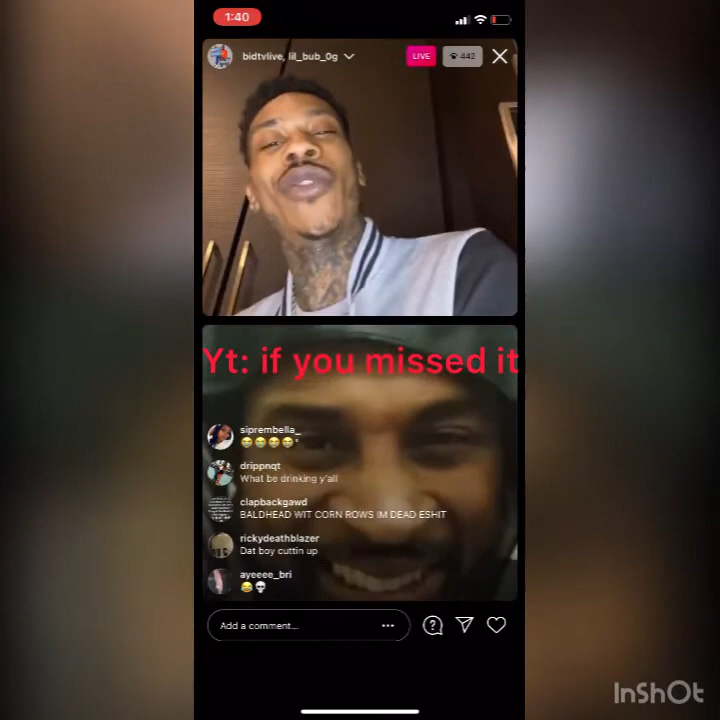 1:40
bidtvlive, lil_bub_0g
LIVE
442
Yt: if you missed it
siprembella_
drippnqt
What be drinking y'all
clapbackgawd
BALDHEAD WIT CORN ROWS IM DEAD ESHIT
rickydeathblazer
Dat boy cuttin up
ayeeee_bri
Add a comment...
InShOt